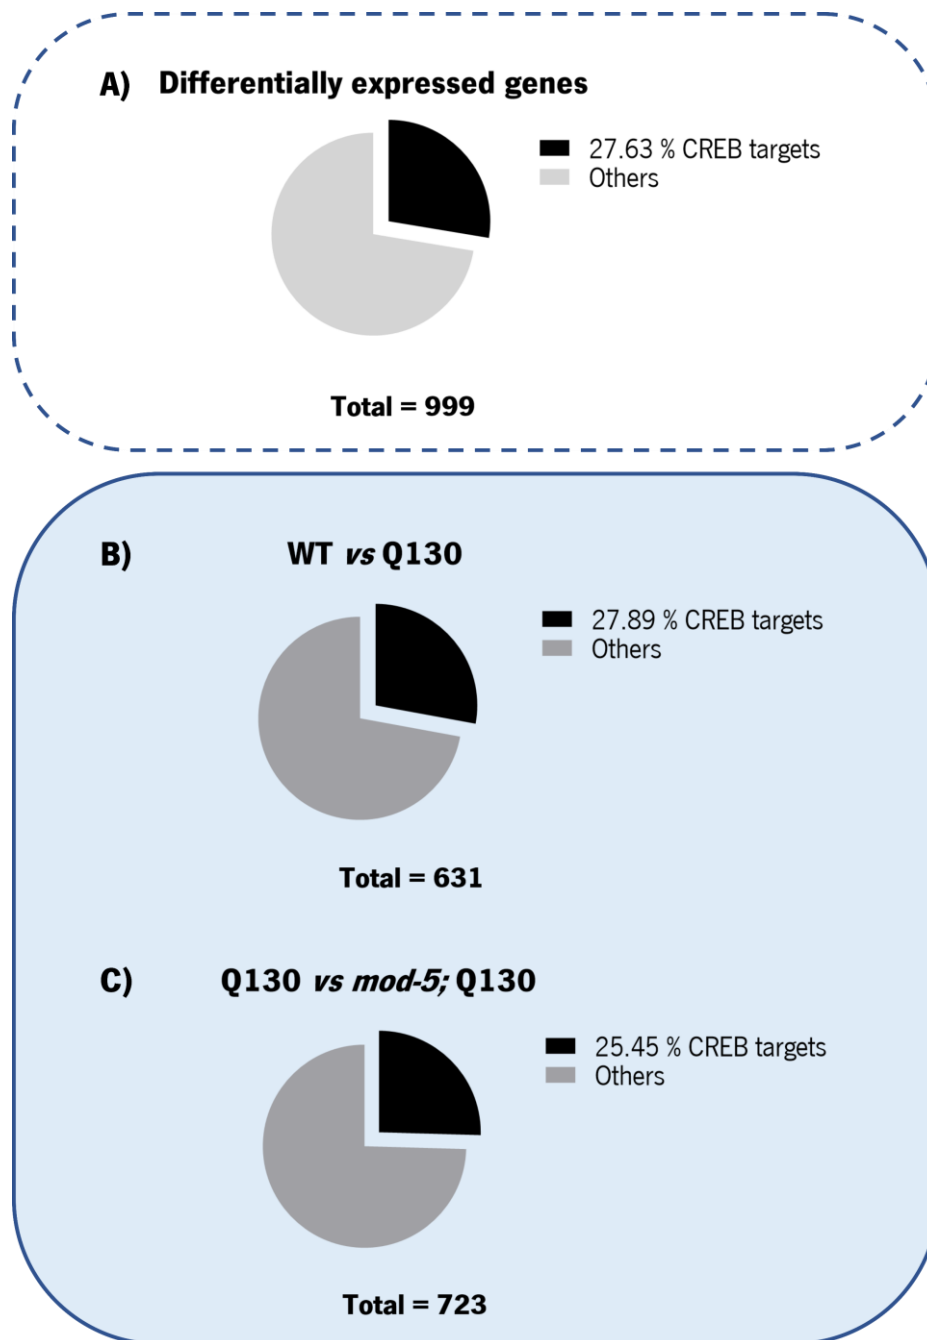 A) Differentially expressed genes
27.63 % CREB targets
Others
Total = 999
B) WT vs Q130
27.89 % CREB targets
Others
Total = 631
C) Q130 vs mod-5; Q130
25.45 % CREB targets
Others
Total = 723